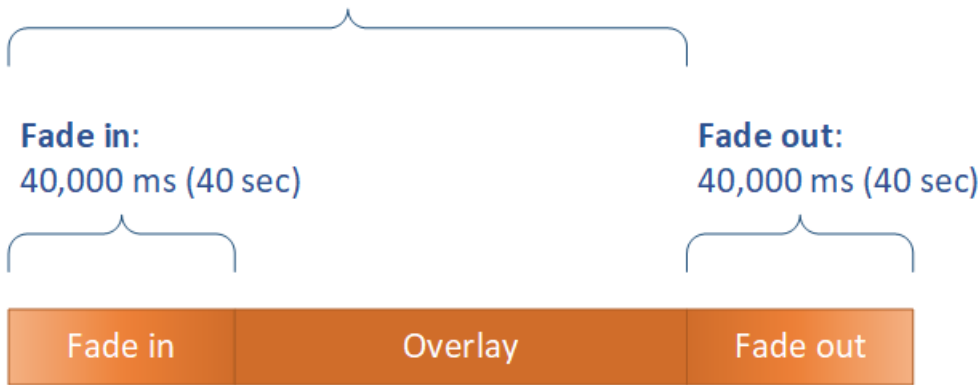 Fade in:
40,000 ms (40 sec)
Fade out:
40,000 ms (40 sec)
Fade in
Overlay
Fade out